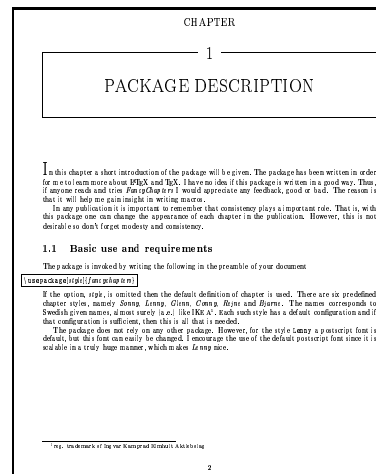 CHAPTER
1
PACKAGE DESCRIPTION
In this chapter a short introduction of the package will be given. The package has been written in order
for me to learn more about LATEX and TEX. I have no idea if this package is written in a good way. Thus,
if anyone reads and tries FancyChapters I would appreciate any feedback, good or bad. The reason is
that it will help me gain insight in writing macros.
In any publication it is important to remember that consistency plays a important role. That is, with
this package one can change the appearance of each chapter in the publication. However, this is not
desirable so don't forget modesty and consistency.
1.1 Basic use and requirements
The package is invoked by writing the following in the preamble of your document
\usepackage[style]{fancychapters}
If the option, style, is omitted then the default definition of chapter is used. There are six predefined
chapter styles, namely Sonny, Lenny, Glenn, Conny, Rejne and Bjarne. The names corresponds to
Swedish given names, almost surely (a.e.) like IKEA¹. Each such style has a default configuration and if
that configuration is sufficient, then this is all that is needed.
The package does not rely on any other package. However, for the style Lenny a postscript font is
default, but this font can easily be changed. I encourage the use of the default postscript font since it is
scalable in a truly huge manner, which makes Lenny nice.
¹reg. trademark of Ingvar Kamprad Elmhult Aktiebolag
2